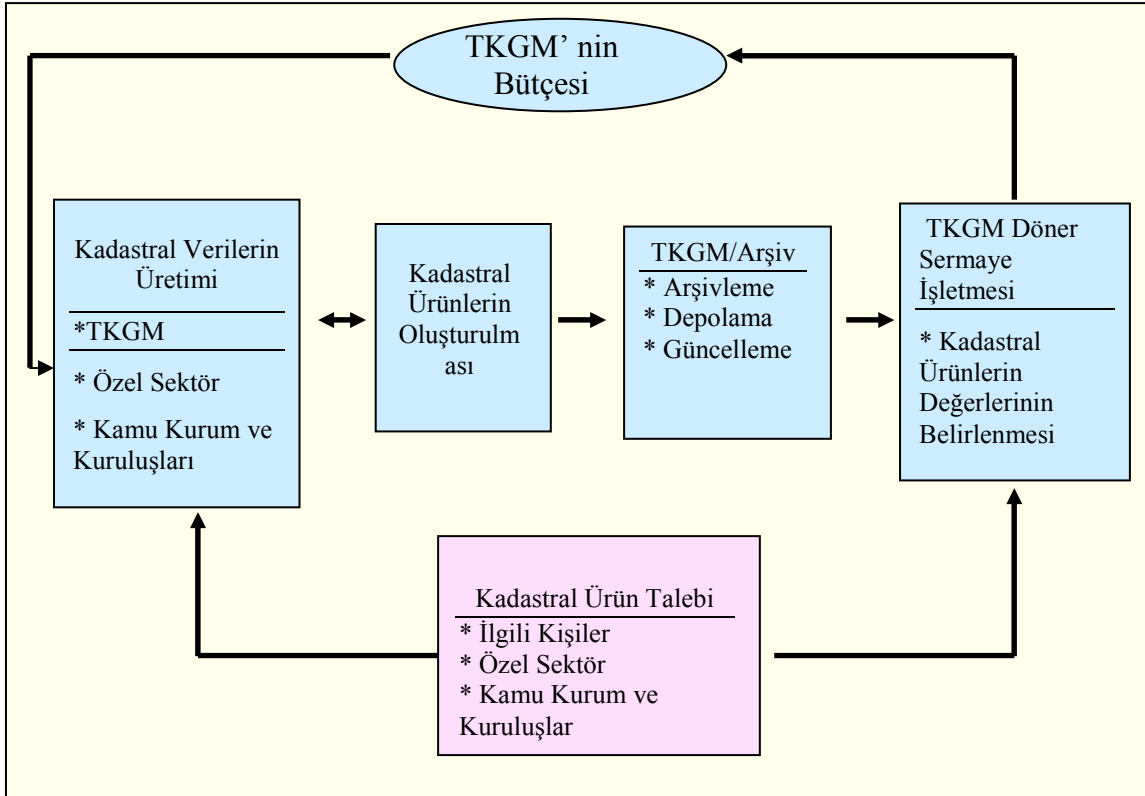 TKGM’ nin
Bütçesi
Kadastral Verilerin
Üretimi
*TKGM
* Özel Sektör
* Kamu Kurum ve
Kuruluşları
Kadastral
Ürünlerin
Oluşturulm
ası
TKGM/Arşiv
* Arşivleme
* Depolama
* Güncelleme
TKGM Döner
Sermaye
İşletmesi
* Kadastral
Ürünlerin
Değerlerinin
Belirlenmesi
Kadastral Ürün Talebi
* İlgili Kişiler
* Özel Sektör
* Kamu Kurum ve
Kuruluşlar